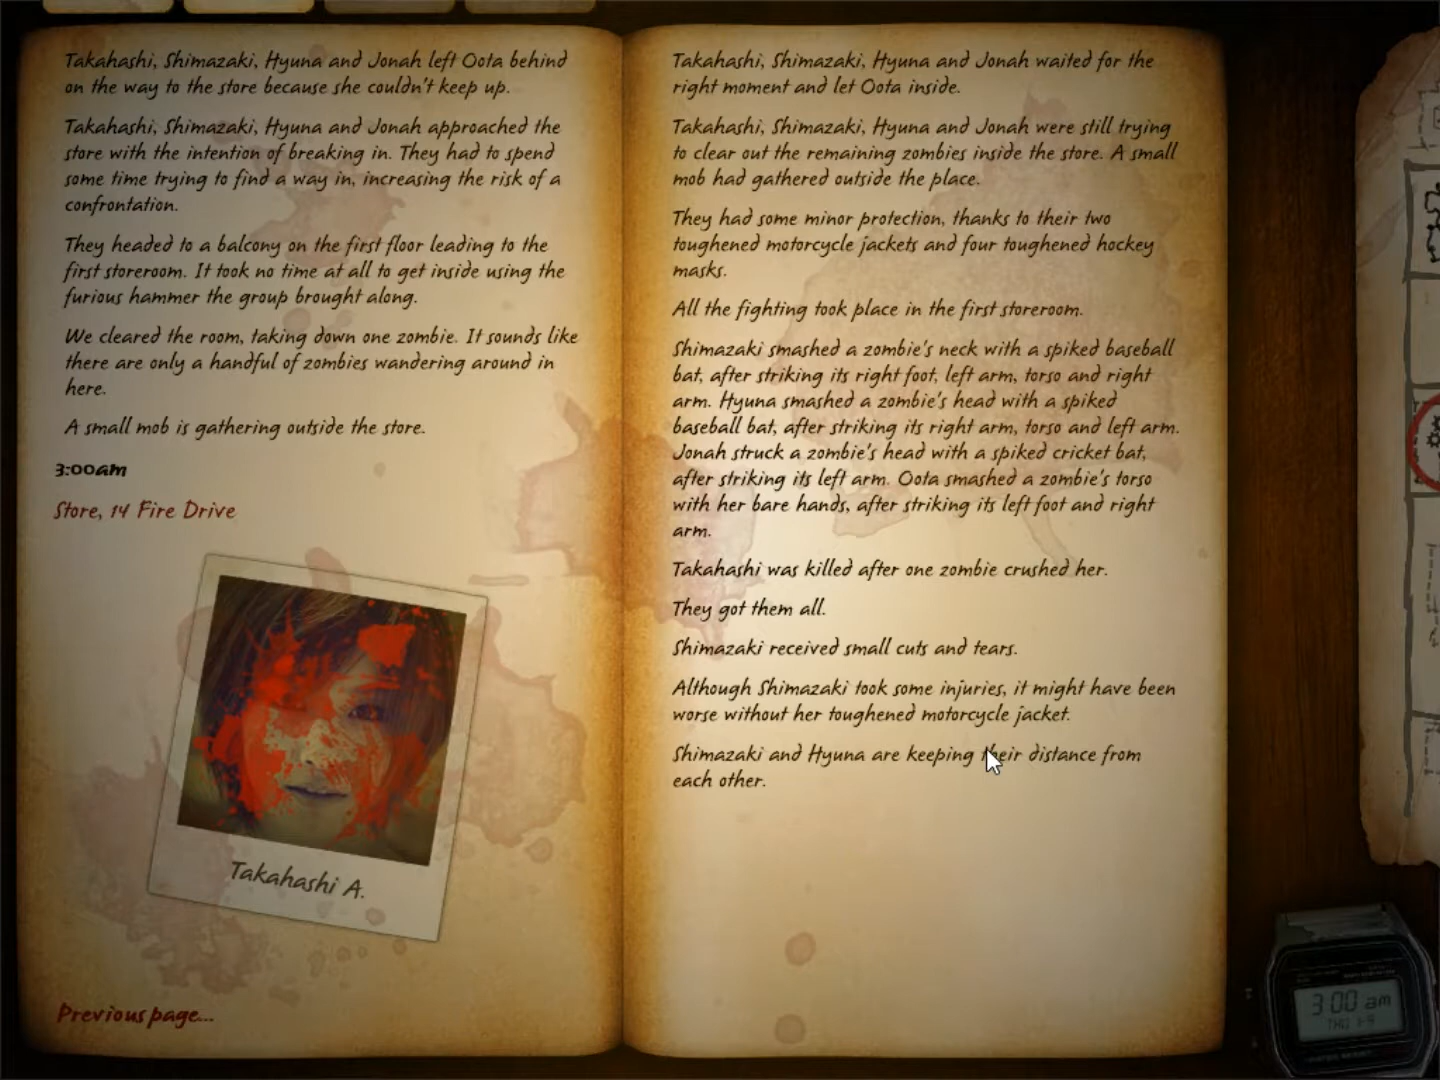 Takahashi, Shimazaki, Hyuna and Jonah left Oota behind
on the way to the store because she couldn't keep up.
Takahashi, Shimazaki, Hyuna and Jonah approached the
store with the intention of breaking in. They had to spend
some time trying to find a way in, increasing the risk of a
confrontation.
They headed to a balcony on the first floor leading to the
first storeroom. It took no time at all to get inside using the
furious hammer the group brought along.
We cleared the room, taking down one zombie. It sounds like
there are only a handful of zombies wandering around in
here.
A small mob is gathering outside the store.
3:00am
Store, 14 Fire Drive
Takahashi A.
Previous page...
Takahashi, Shimazaki, Hyuna and Jonah waited for the
right moment and let Oota inside.
Takahashi, Shimazaki, Hyuna and Jonah were still trying
to clear out the remaining zombies inside the store. A small
mob had gathered outside the place.
They had some minor protection, thanks to their two
toughened motorcycle jackets and four toughened hockey
masks.
All the fighting took place in the first storeroom.
Shimazaki smashed a zombie's neck with a spiked baseball
bat, after striking its right foot, left arm, torso and right
arm. Hyuna smashed a zombie's head with a spiked
baseball bat, after striking its right arm, torso and left arm.
Jonah struck a zombie's head with a spiked cricket bat,
after striking its left arm. Oota smashed a zombie's torso
with her bare hands, after striking its left foot and right
arm.
Takahashi was killed after one zombie crushed her.
They got them all.
Shimazaki received small cuts and tears.
Although Shimazaki took some injuries, it might have been
worse without her toughened motorcycle jacket.
Shimazaki and Hyuna are keeping their distance from
each other.
3:00 am